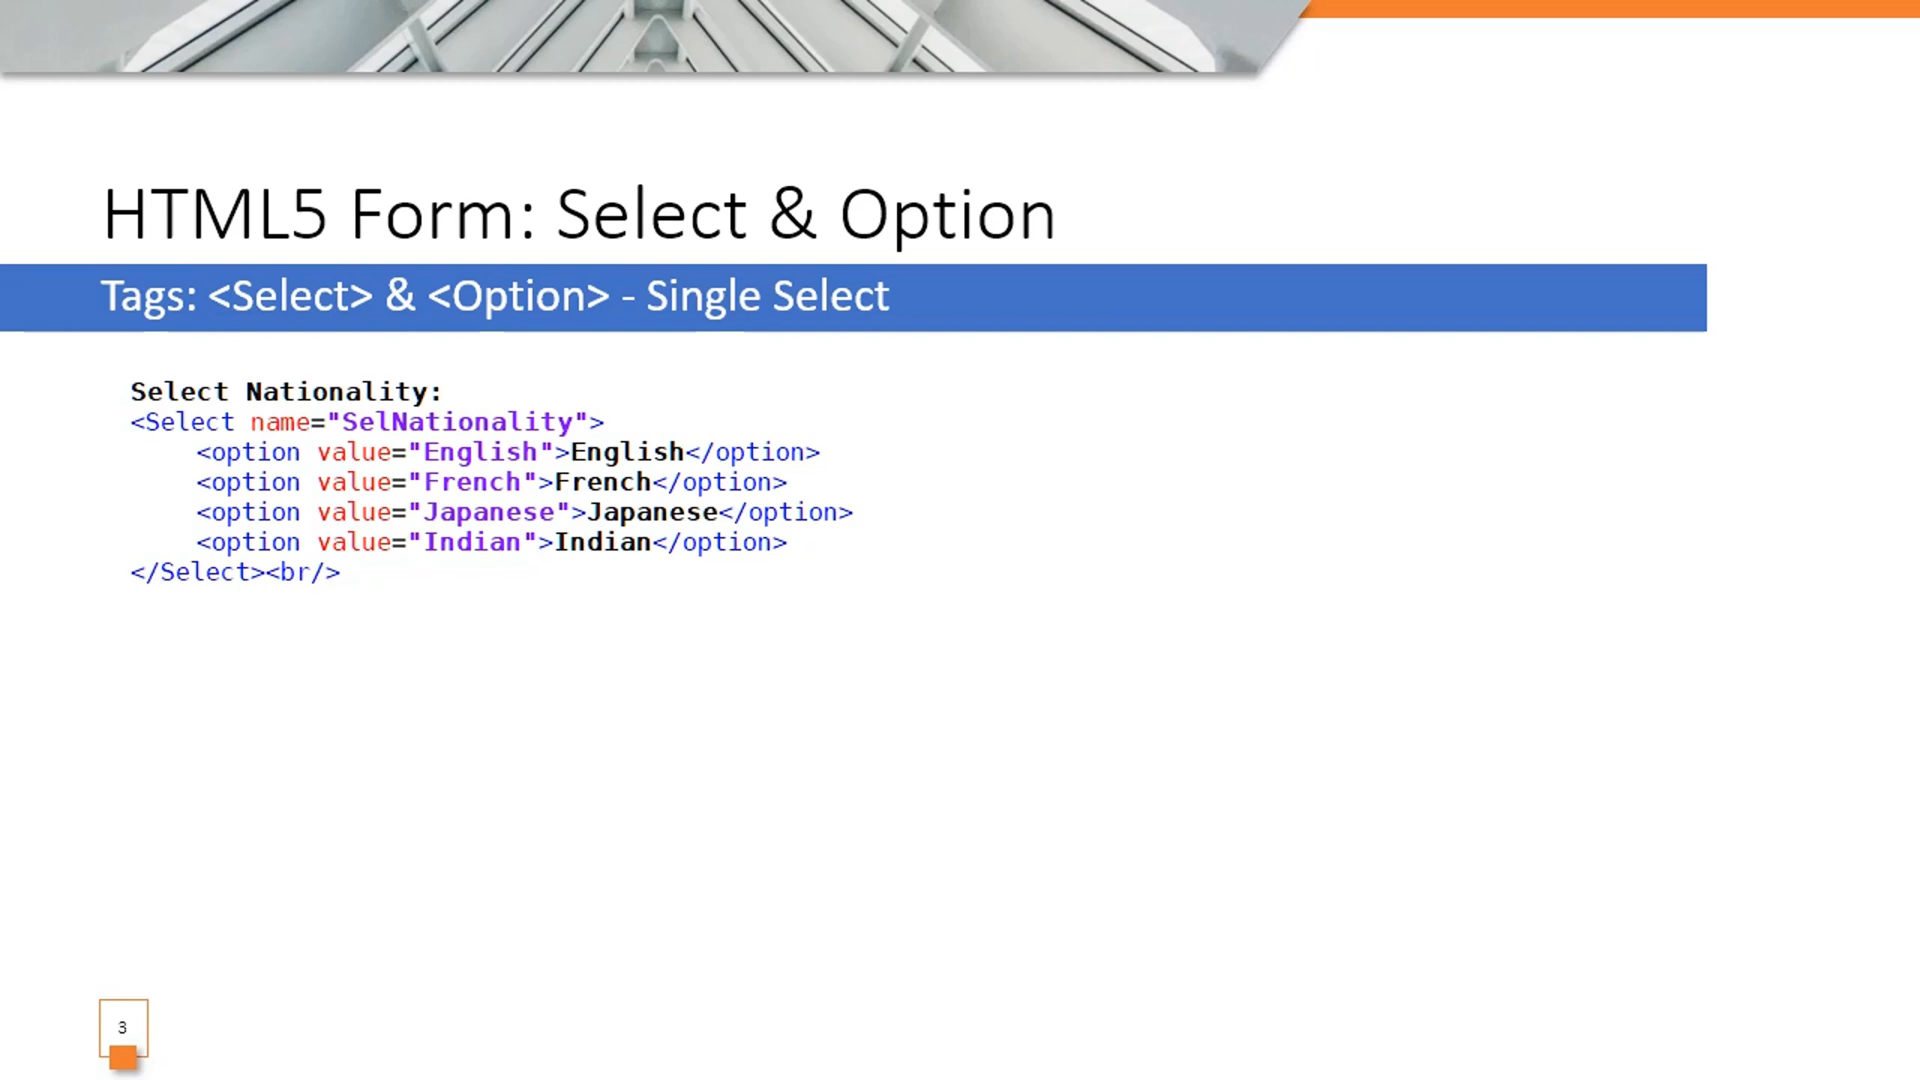 HTML5 Form: Select & Option
Tags: <Select> & <Option> - Single Select
Select Nationality:
<Select name="SelNationality">
<option value="English">English</option>
<option value="French">French</option>
<option value="Japanese">Japanese</option>
<option value="Indian">Indian</option>
</Select><br/>
3